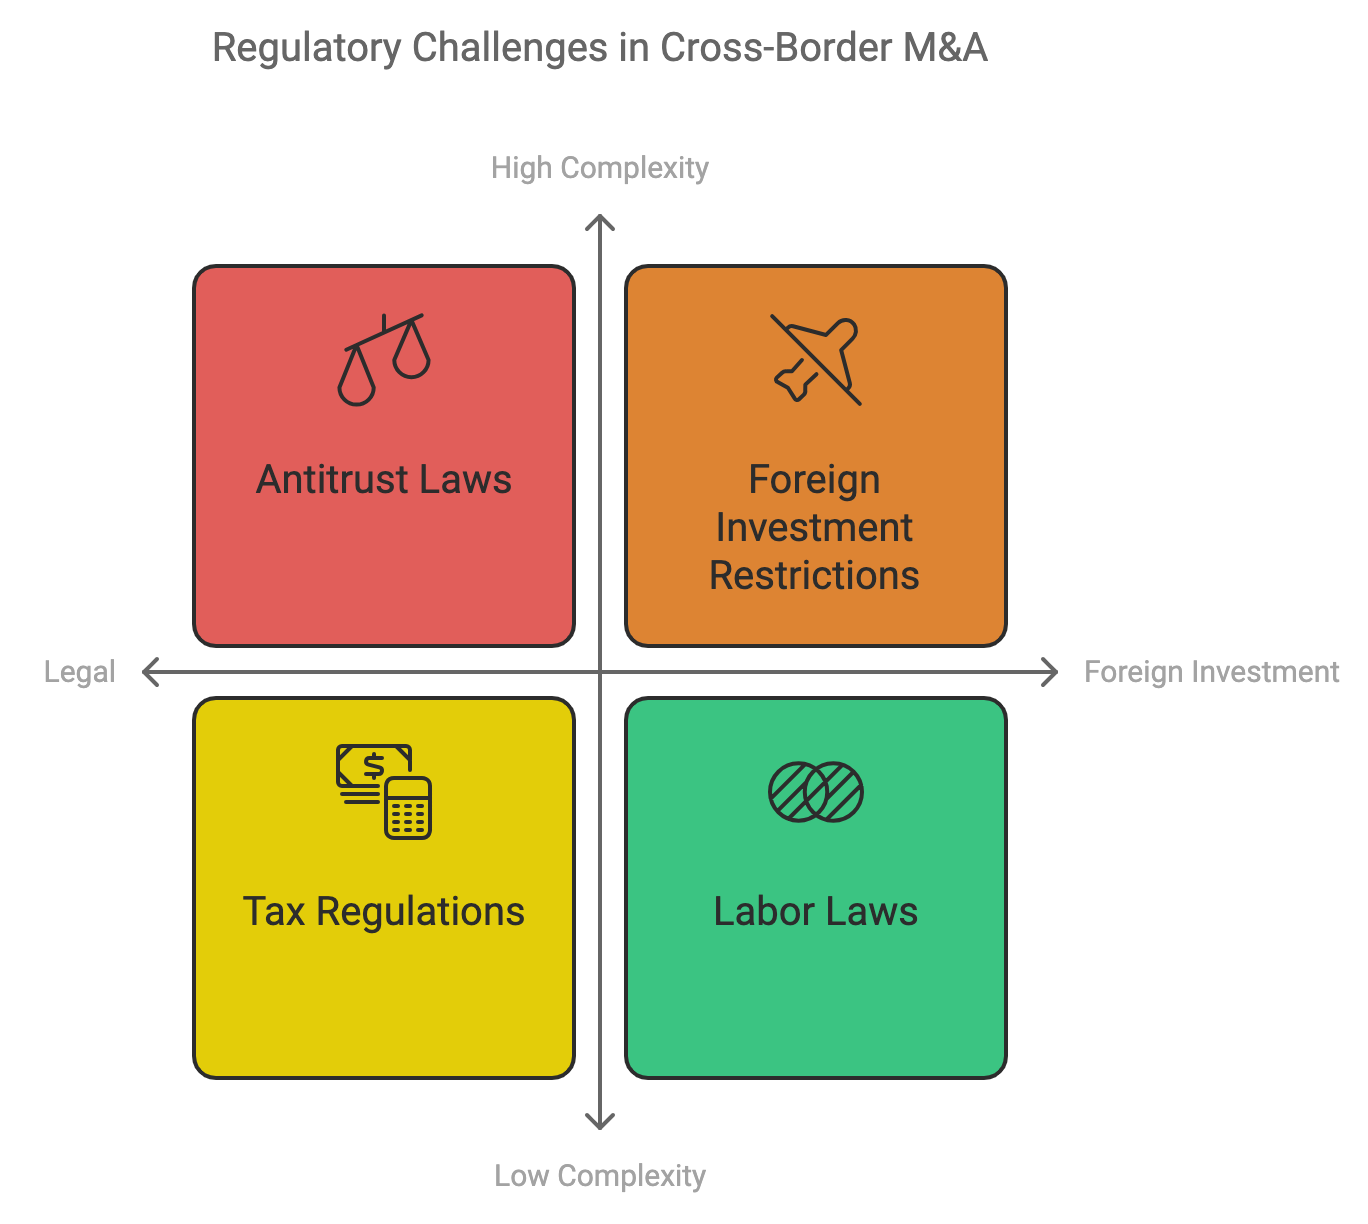 Regulatory Challenges in Cross-Border M&A
High Complexity
Antitrust Laws
Foreign
Investment
Restrictions
Legal
Foreign Investment
$
Tax Regulations
Labor Laws
Low Complexity